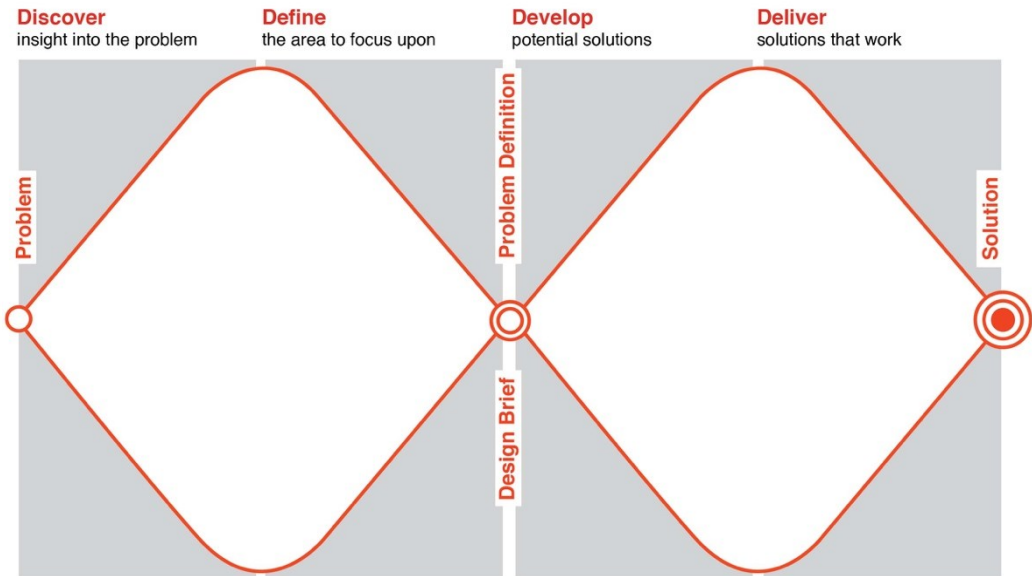 Discover
insight into the problem
Define
the area to focus upon
Develop
potential solutions
Deliver
solutions that work
Problem
Problem Definition
Design Brief
Solution